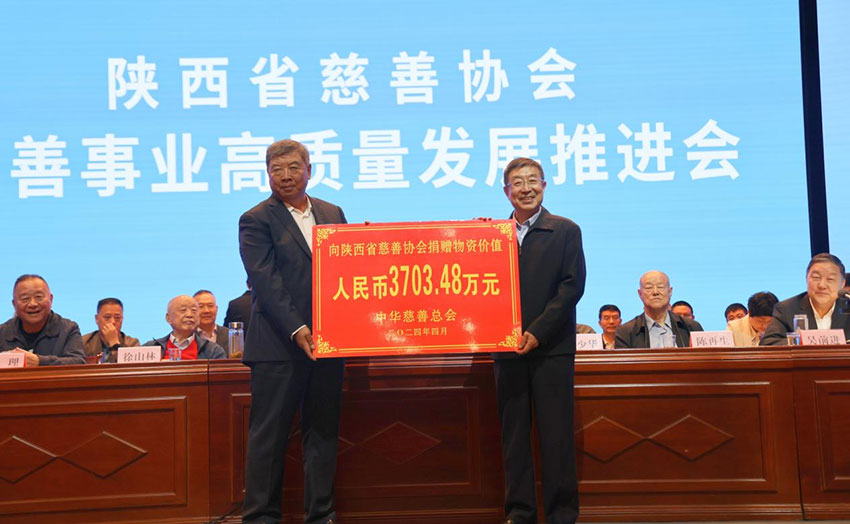 陕西省慈善协会
善事业高质量发展推进会
向陕西省慈善协会捐赠物资价值
人民币3703.48万元
中华慈善总会
二〇二四年四月
理
徐山林
少华
陈再生
吴前进